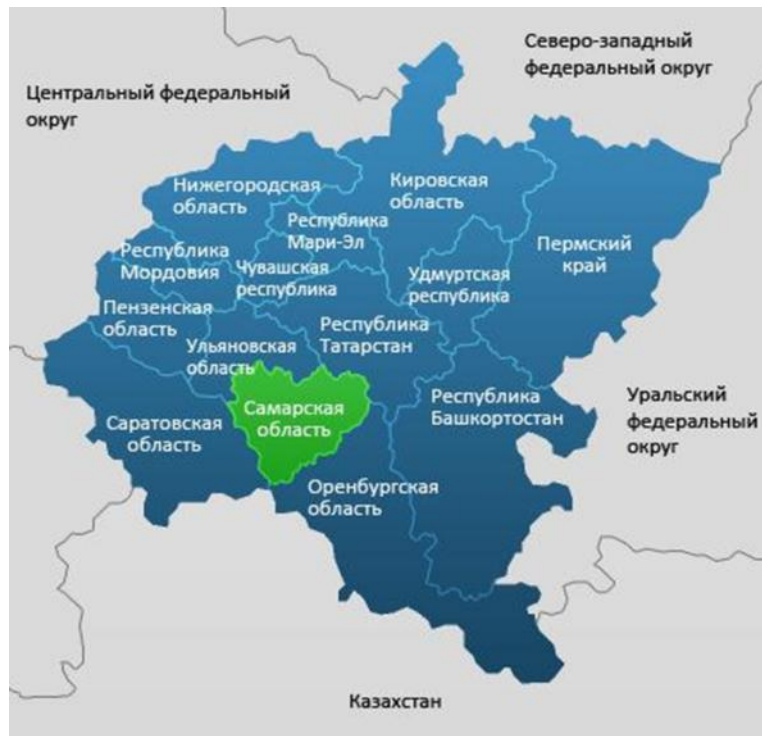 Северо-западный
федеральный округ
Центральный федеральный
округ
Нижегородская
область
Кировская
область
Республика
Мари-Эл
Пермский
край
Республика
Мордовия
Чувашская
республика
Удмуртская
республика
Пензенская
область
Республика
Татарстан
Ульяновская
область
Самарская
область
Республика
Башкортостан
Уральский
федеральный
округ
Саратовская
область
Оренбургская
область
Казахстан